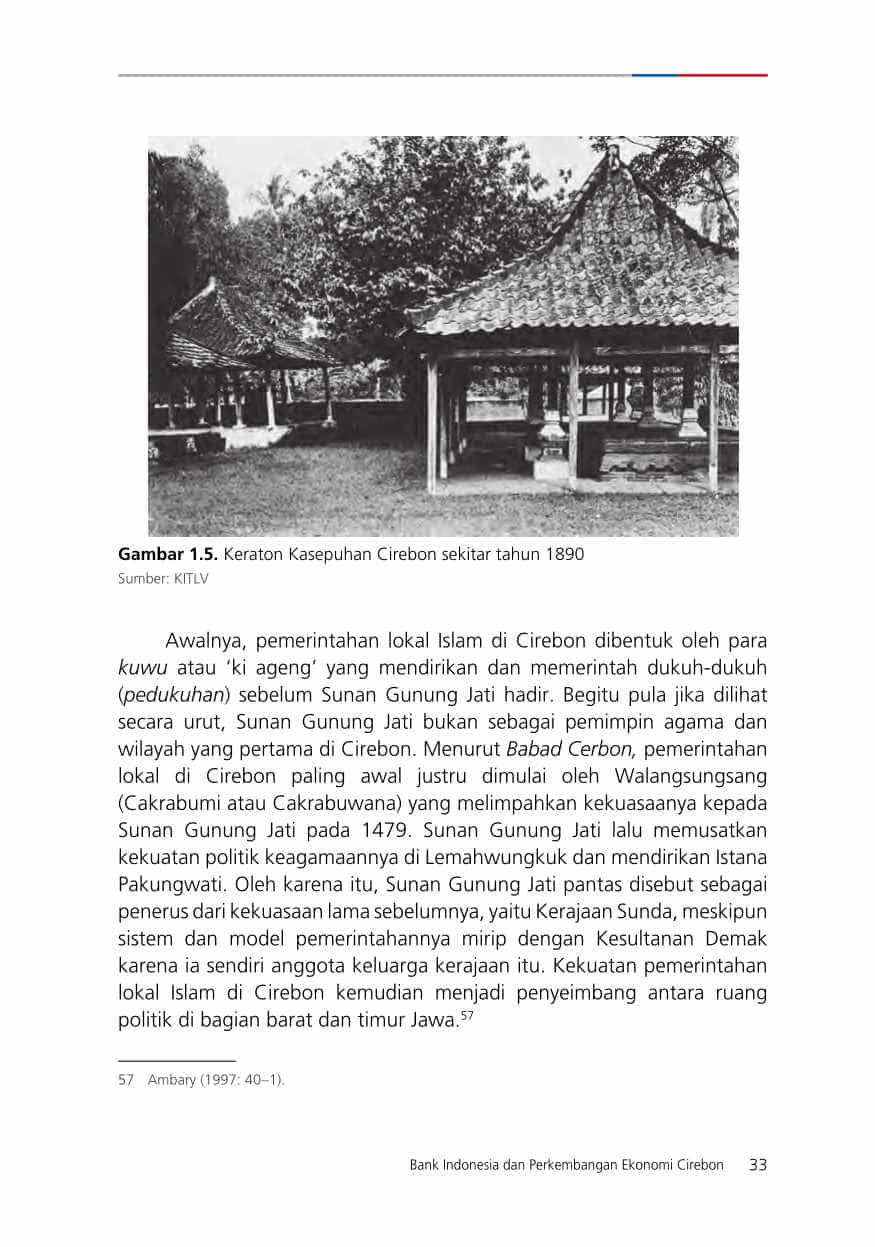 Gambar 1.5. Keraton Kasepuhan Cirebon sekitar tahun 1890
Sumber: KITLV
Awalnya, pemerintahan lokal Islam di Cirebon dibentuk oleh para
kuwu atau ‘ki ageng’ yang mendirikan dan memerintah dukuh-dukuh
(pedukuhan) sebelum Sunan Gunung Jati hadir. Begitu pula jika dilihat
secara urut, Sunan Gunung Jati bukan sebagai pemimpin agama dan
wilayah yang pertama di Cirebon. Menurut Babad Cerbon, pemerintahan
lokal di Cirebon paling awal justru dimulai oleh Walangsungsang
(Cakrabumi atau Cakrabuwana) yang melimpahkan kekuasaanya kepada
Sunan Gunung Jati pada 1479. Sunan Gunung Jati lalu memusatkan
kekuatan politik keagamaannya di Lemahwungkuk dan mendirikan Istana
Pakungwati. Oleh karena itu, Sunan Gunung Jati pantas disebut sebagai
penerus dari kekuasaan lama sebelumnya, yaitu Kerajaan Sunda, meskipun
sistem dan model pemerintahannya mirip dengan Kesultanan Demak
karena ia sendiri anggota keluarga kerajaan itu. Kekuatan pemerintahan
lokal Islam di Cirebon kemudian menjadi penyeimbang antara ruang
politik di bagian barat dan timur Jawa.57
57 Ambary (1997: 40–1).
Bank Indonesia dan Perkembangan Ekonomi Cirebon 33